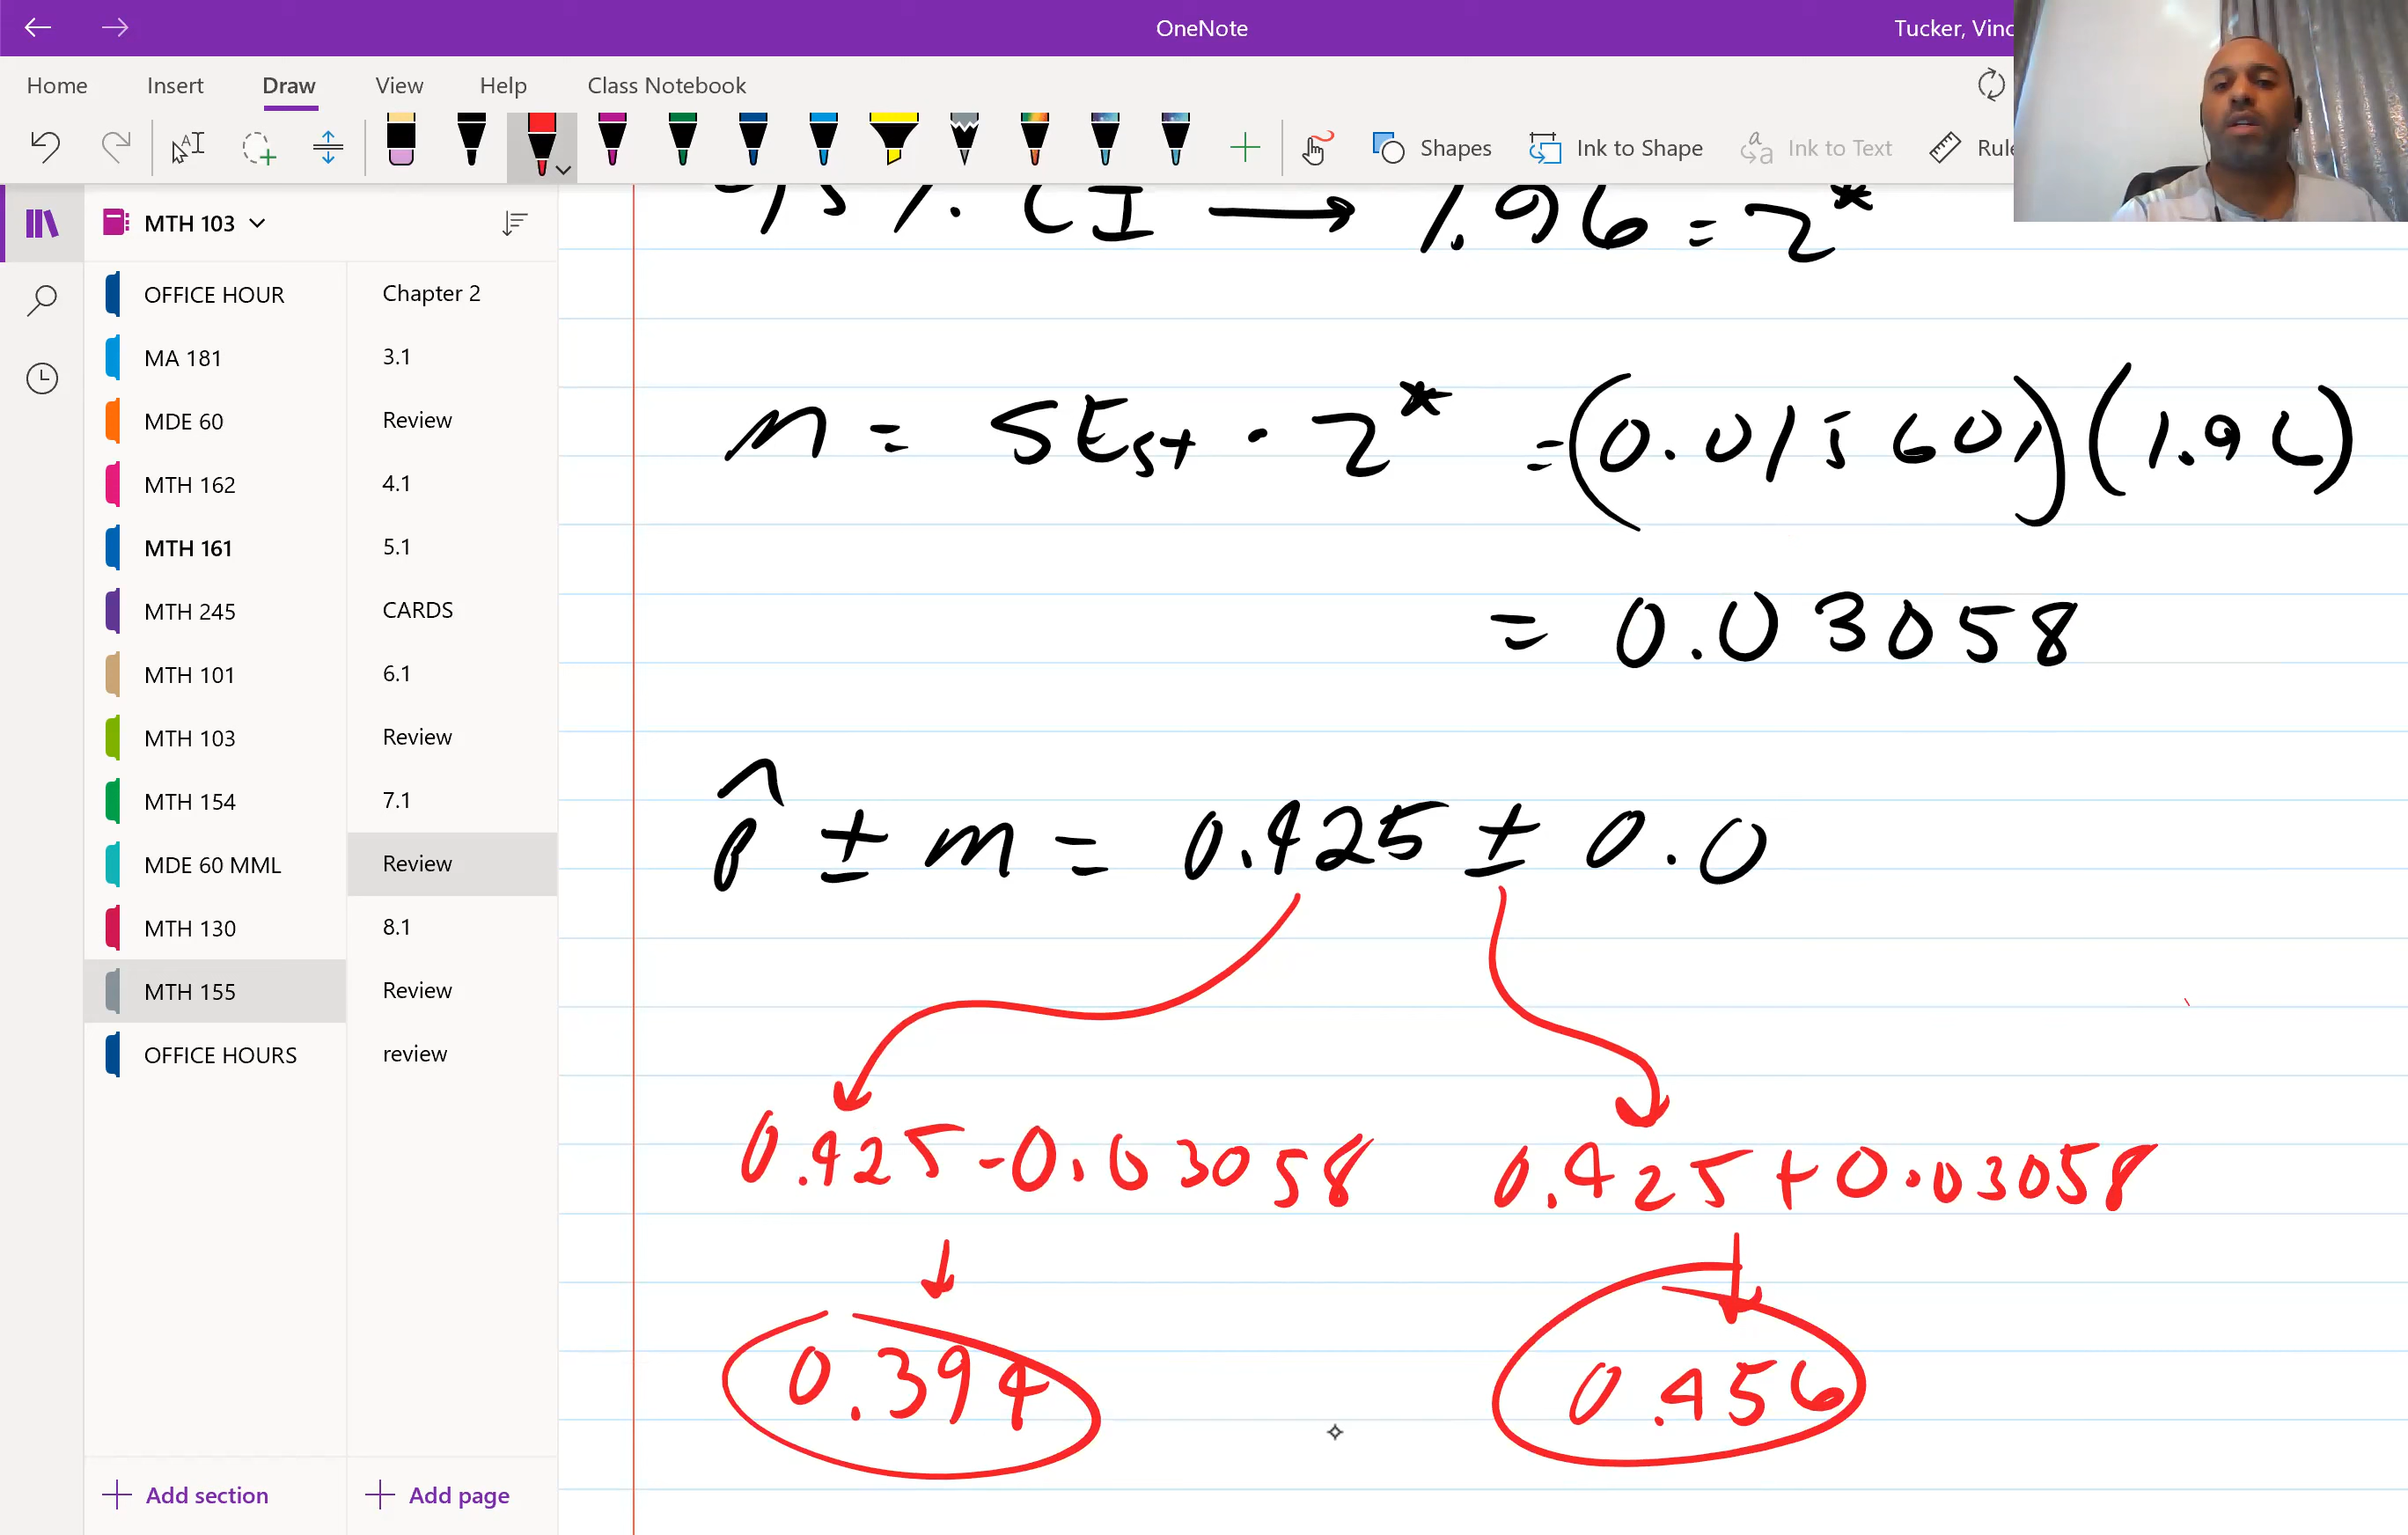 OneNote
Tucker, Vinc
Home Insert Draw View Help Class Notebook
Shapes Ink to Shape Ink to Text Rule
MTH 103
OFFICE HOUR
MA 181
MDE 60
MTH 162
MTH 161
MTH 245
MTH 101
MTH 103
MTH 154
MDE 60 MML
MTH 130
MTH 155
OFFICE HOURS
Add section
Chapter 2
3.1
Review
4.1
5.1
CARDS
6.1
Review
7.1
Review
8.1
Review
review
Add page
95%. CI → 1.96 = z*
m = SEst · z* = (0.015601)(1.96)
= 0.03058
p̂ ± m = 0.425 ± 0.0
0.425 - 0.03058 0.425 + 0.03058
0.394 0.456